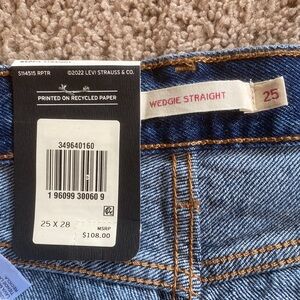 S114515 RPTR
©2022 LEVI STRAUSS & CO.
PRINTED ON RECYCLED PAPER
349640160
1 96099 30060 9
25 X 28
MSRP
$108.00
WEDGIE STRAIGHT
25